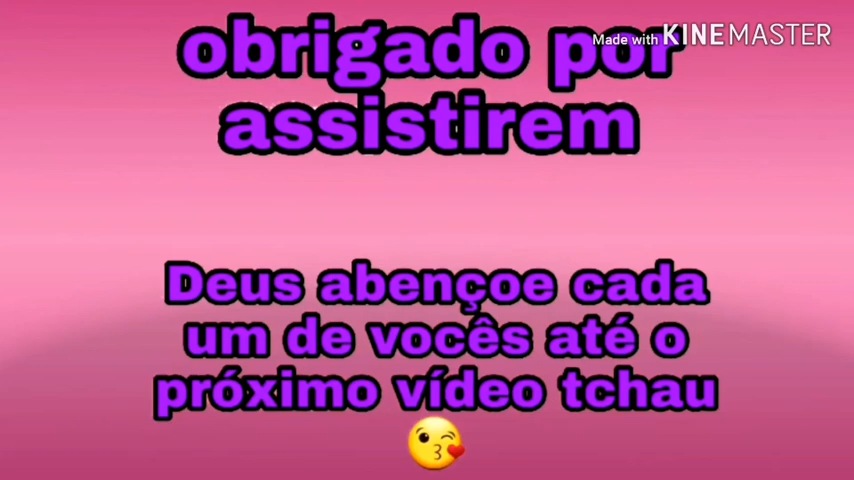 obrigado por
Made with KINEMASTER
assistirem
Deus abençoe cada
um de vocês até o
próximo vídeo tchau
😘